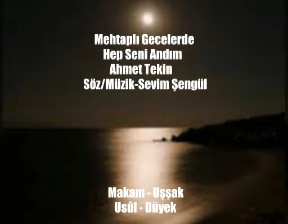 Mehtaplı Gecelerde
Hep Seni Andım
Ahmet Tekin
Söz/Müzik-Sevim Şengül
Makam - Uşşak
Usûl - Düyek